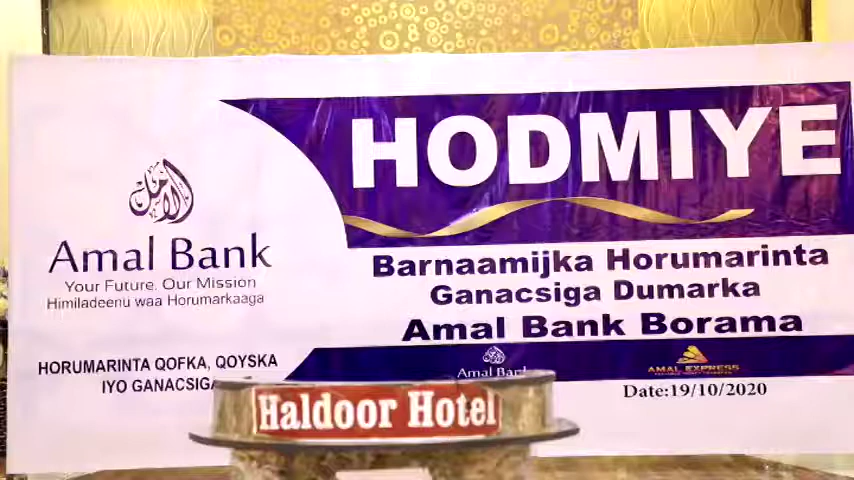 HODMIYE
الأمل
Amal Bank
Your Future. Our Mission
Himiladeenu waa Horumarkaaga
Barnaamijka Horumarinta
Ganacsiga Dumarka
Amal Bank Borama
HORUMARINTA QOFKA, QOYSKA
IYO GANACSIGA
Amal Bank
AMAL EXPRESS
Date:19/10/2020
Haldoor Hotel